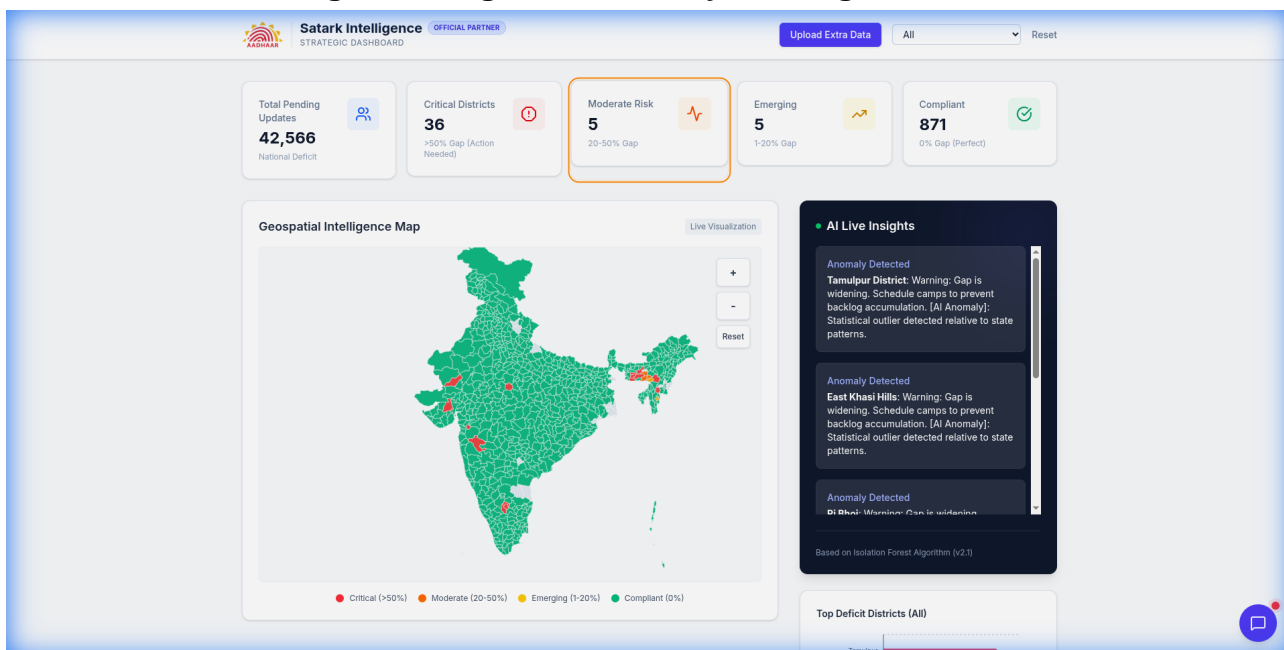 Satark Intelligence OFFICIAL PARTNER
STRATEGIC DASHBOARD
AADHAAR
Upload Extra Data
All
Reset
Total Pending
Updates
42,566
National Deficit
Critical Districts
36
>50% Gap (Action
Needed)
Moderate Risk
5
20-50% Gap
Emerging
5
1-20% Gap
Compliant
871
0% Gap (Perfect)
Geospatial Intelligence Map
Live Visualization
+
-
Reset
Critical (>50%)
Moderate (20-50%)
Emerging (1-20%)
Compliant (0%)
AI Live Insights
Anomaly Detected
Tamulpur District: Warning: Gap is
widening. Schedule camps to prevent
backlog accumulation. [AI Anomaly]:
Statistical outlier detected relative to state
patterns.
Anomaly Detected
East Khasi Hills: Warning: Gap is
widening. Schedule camps to prevent
backlog accumulation. [AI Anomaly]:
Statistical outlier detected relative to state
patterns.
Anomaly Detected
Ri Bhoi: Warning: Gap is widening.
Based on Isolation Forest Algorithm (v2.1)
Top Deficit Districts (All)